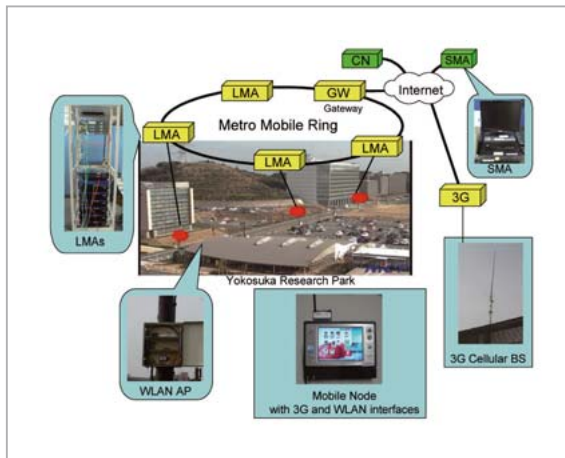 CN
SMA
LMA
GW
Gateway
Internet
Metro Mobile Ring
LMA
LMA
LMA
SMA
3G
LMAs
Yokosuka Research Park
WLAN AP
Mobile Node
with 3G and WLAN interfaces
3G Cellular BS